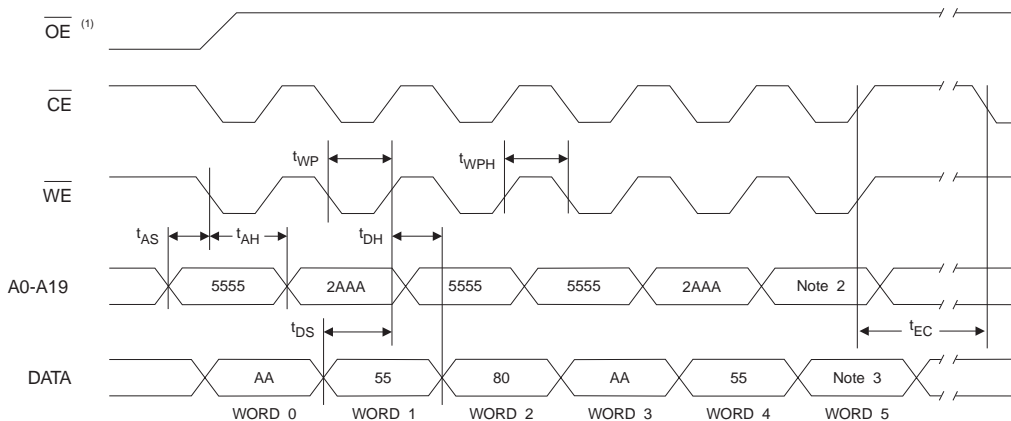 OE (1)
CE
tWP
tWPH
WE
tAS
tAH
tDH
A0-A19
5555
2AAA
5555
5555
2AAA
Note 2
tDS
tEC
DATA
AA
55
80
AA
55
Note 3
WORD 0
WORD 1
WORD 2
WORD 3
WORD 4
WORD 5